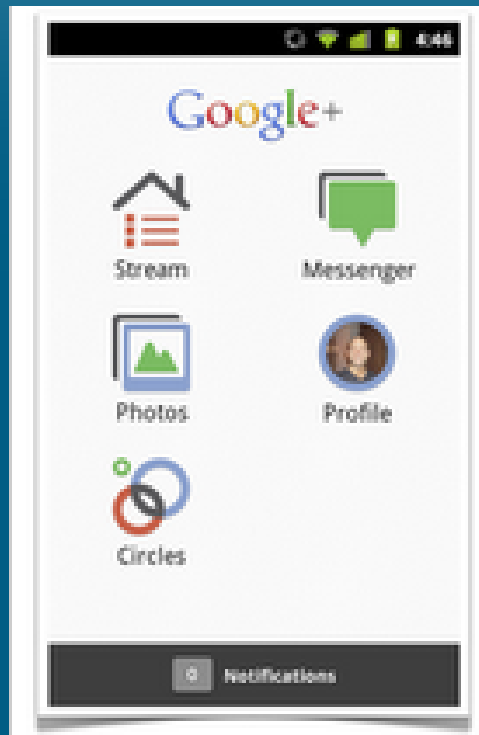 4:46
Google+
Stream Messenger
Photos Profile
Circles
0 Notifications